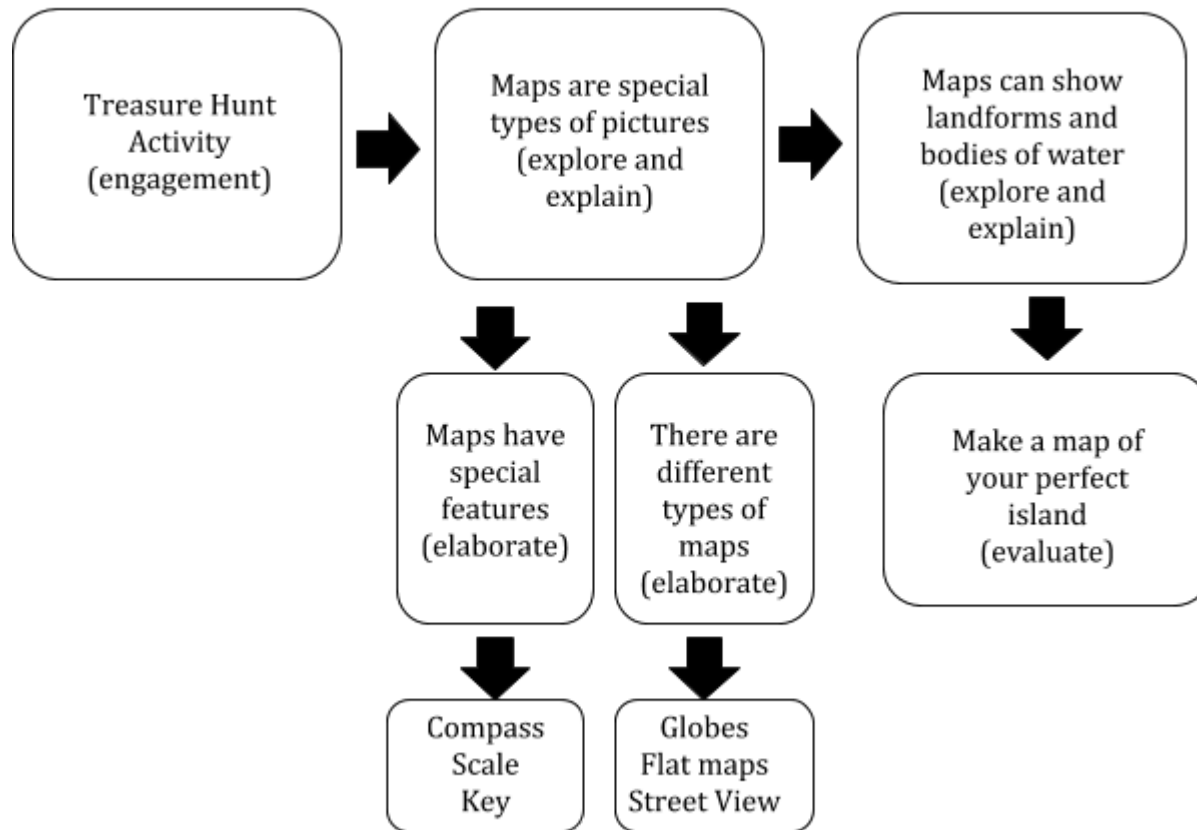 Treasure Hunt
Activity
(engagement)
Maps are special
types of pictures
(explore and
explain)
Maps can show
landforms and
bodies of water
(explore and
explain)
Maps have
special
features
(elaborate)
There are
different
types of
maps
(elaborate)
Make a map of
your perfect
island
(evaluate)
Compass
Scale
Key
Globes
Flat maps
Street View